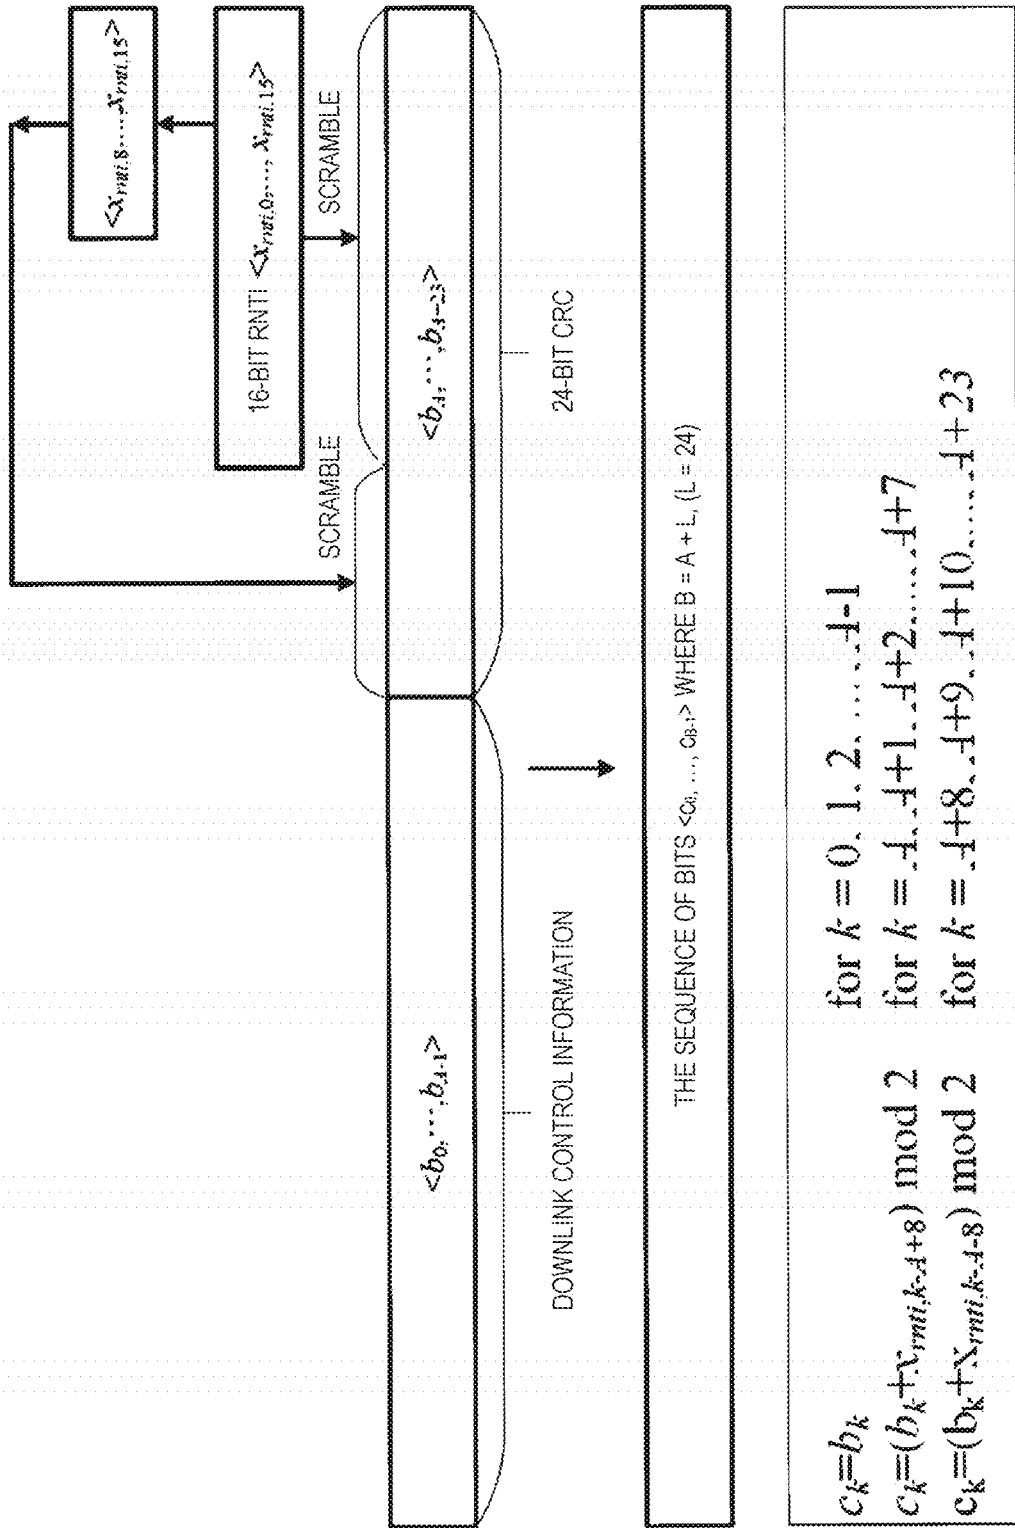 <x_rnti,8,...,x_rnti,15>
16-BIT RNTI <x_rnti,0,...,x_rnti,15>
SCRAMBLE
SCRAMBLE
<b_0,...,b_A-1>
<b_A,...,b_A-23>
DOWNLINK CONTROL INFORMATION
24-BIT CRC
THE SEQUENCE OF BITS <c_0, ..., c_B-1> WHERE B = A + L, (L = 24)
c_k=b_k for k = 0, 1, 2, ..., A-1
c_k=(b_k+x_rnti,k-A+8) mod 2 for k = A, A+1, A+2, ..., A+7
c_k=(b_k+x_rnti,k-A-8) mod 2 for k = A+8, A+9, A+10, ..., A+23